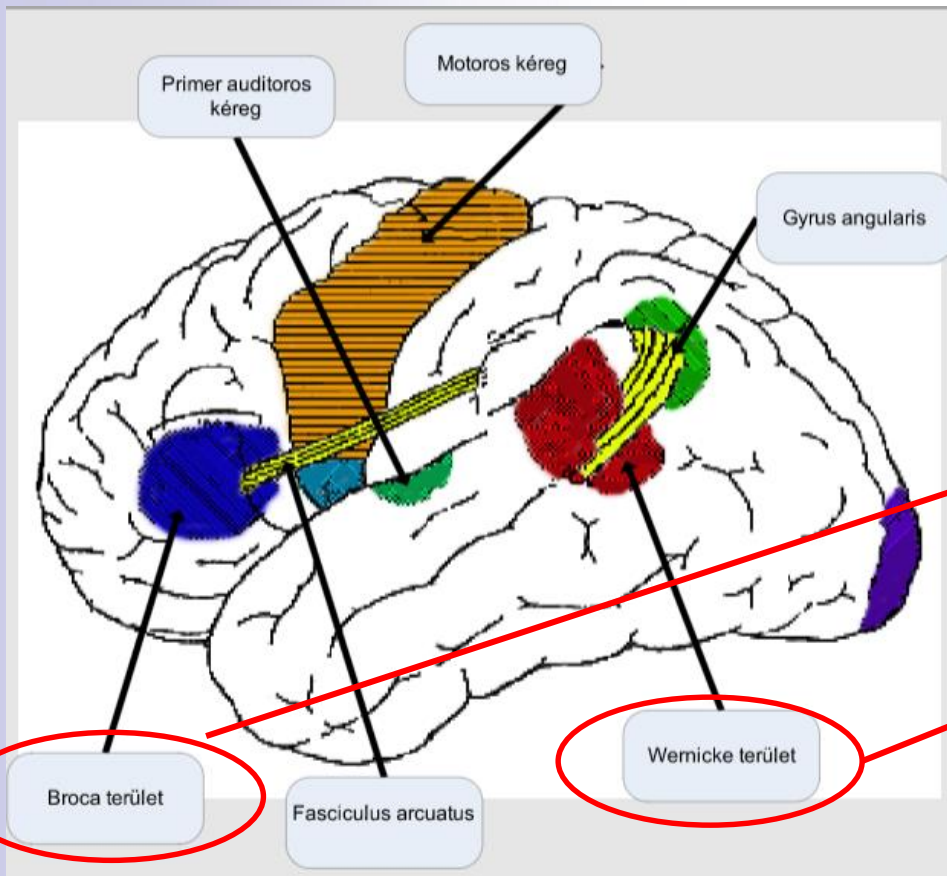 Motoros kéreg
Primer auditoros
kéreg
Gyrus angularis
Wernicke terület
Broca terület
Fasciculus arcuatus